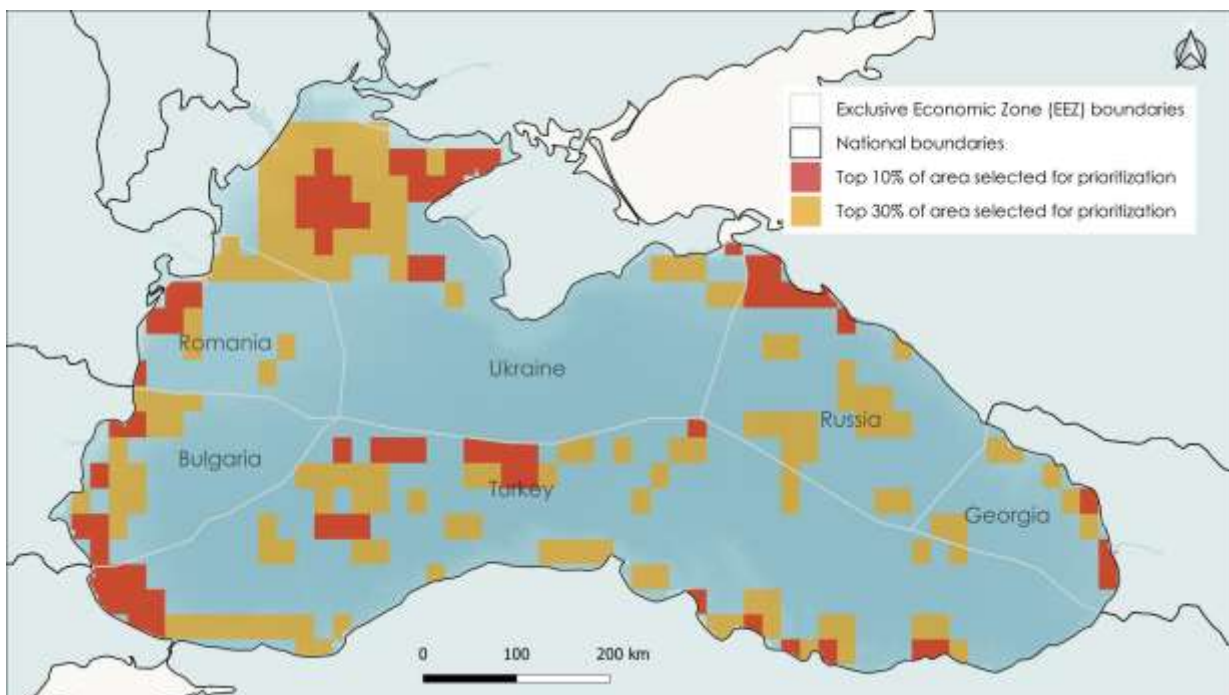 Exclusive Economic Zone (EEZ) boundaries
National boundaries
Top 10% of area selected for prioritization
Top 30% of area selected for prioritization
Romania
Ukraine
Russia
Bulgaria
Turkey
Georgia
0 100 200 km